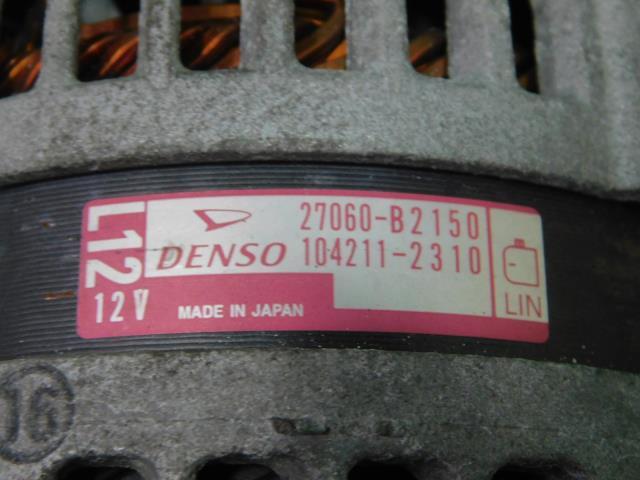 L12
12V
27060-B2150
DENSO 104211-2310
MADE IN JAPAN
LIN
16